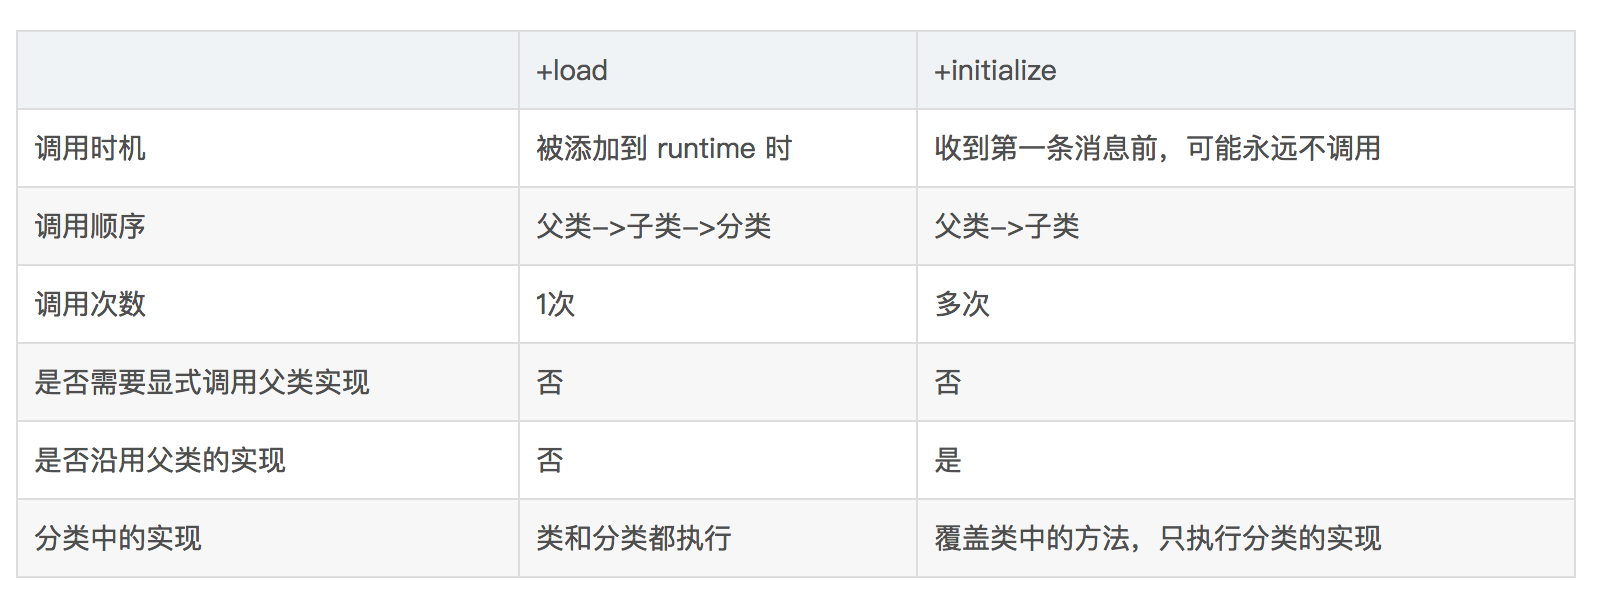 +load +initialize
调用时机 被添加到 runtime 时 收到第一条消息前，可能永远不调用
调用顺序 父类->子类->分类 父类->子类
调用次数 1次 多次
是否需要显式调用父类实现 否 否
是否沿用父类的实现 否 是
分类中的实现 类和分类都执行 覆盖类中的方法，只执行分类的实现